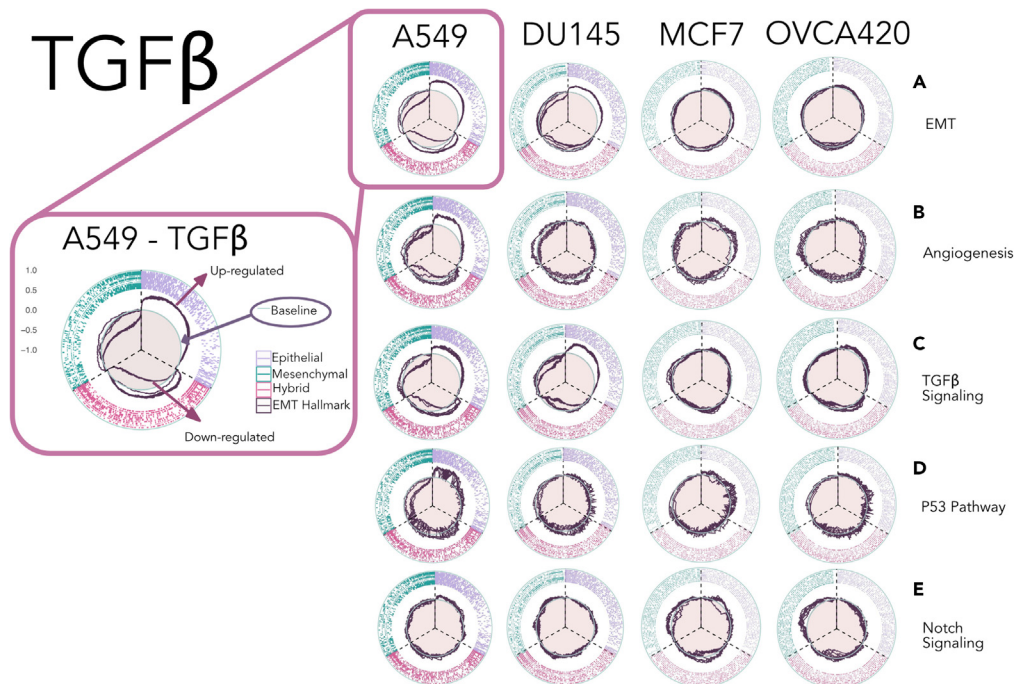 TGFβ
A549
DU145
MCF7
OVCA420
A
EMT
B
Angiogenesis
C
TGFβ
Signaling
D
P53 Pathway
E
Notch
Signaling
A549 - TGFβ
1.0
0.5
0.0
−0.5
−1.0
Up-regulated
Baseline
Epithelial
Mesenchymal
Hybrid
EMT Hallmark
Down-regulated